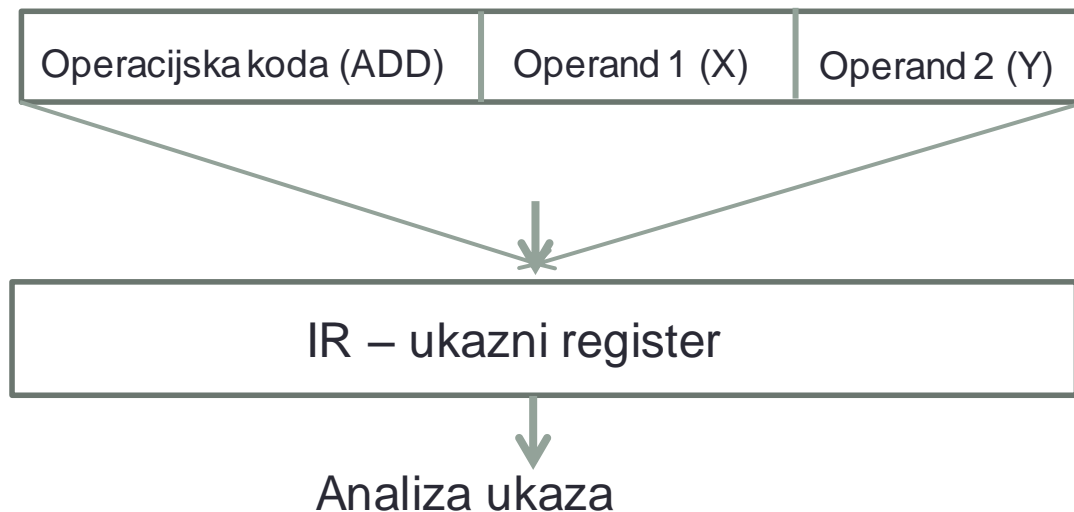 Operacijska koda (ADD) Operand 1 (X) Operand 2 (Y)
IR – ukazni register
Analiza ukaza